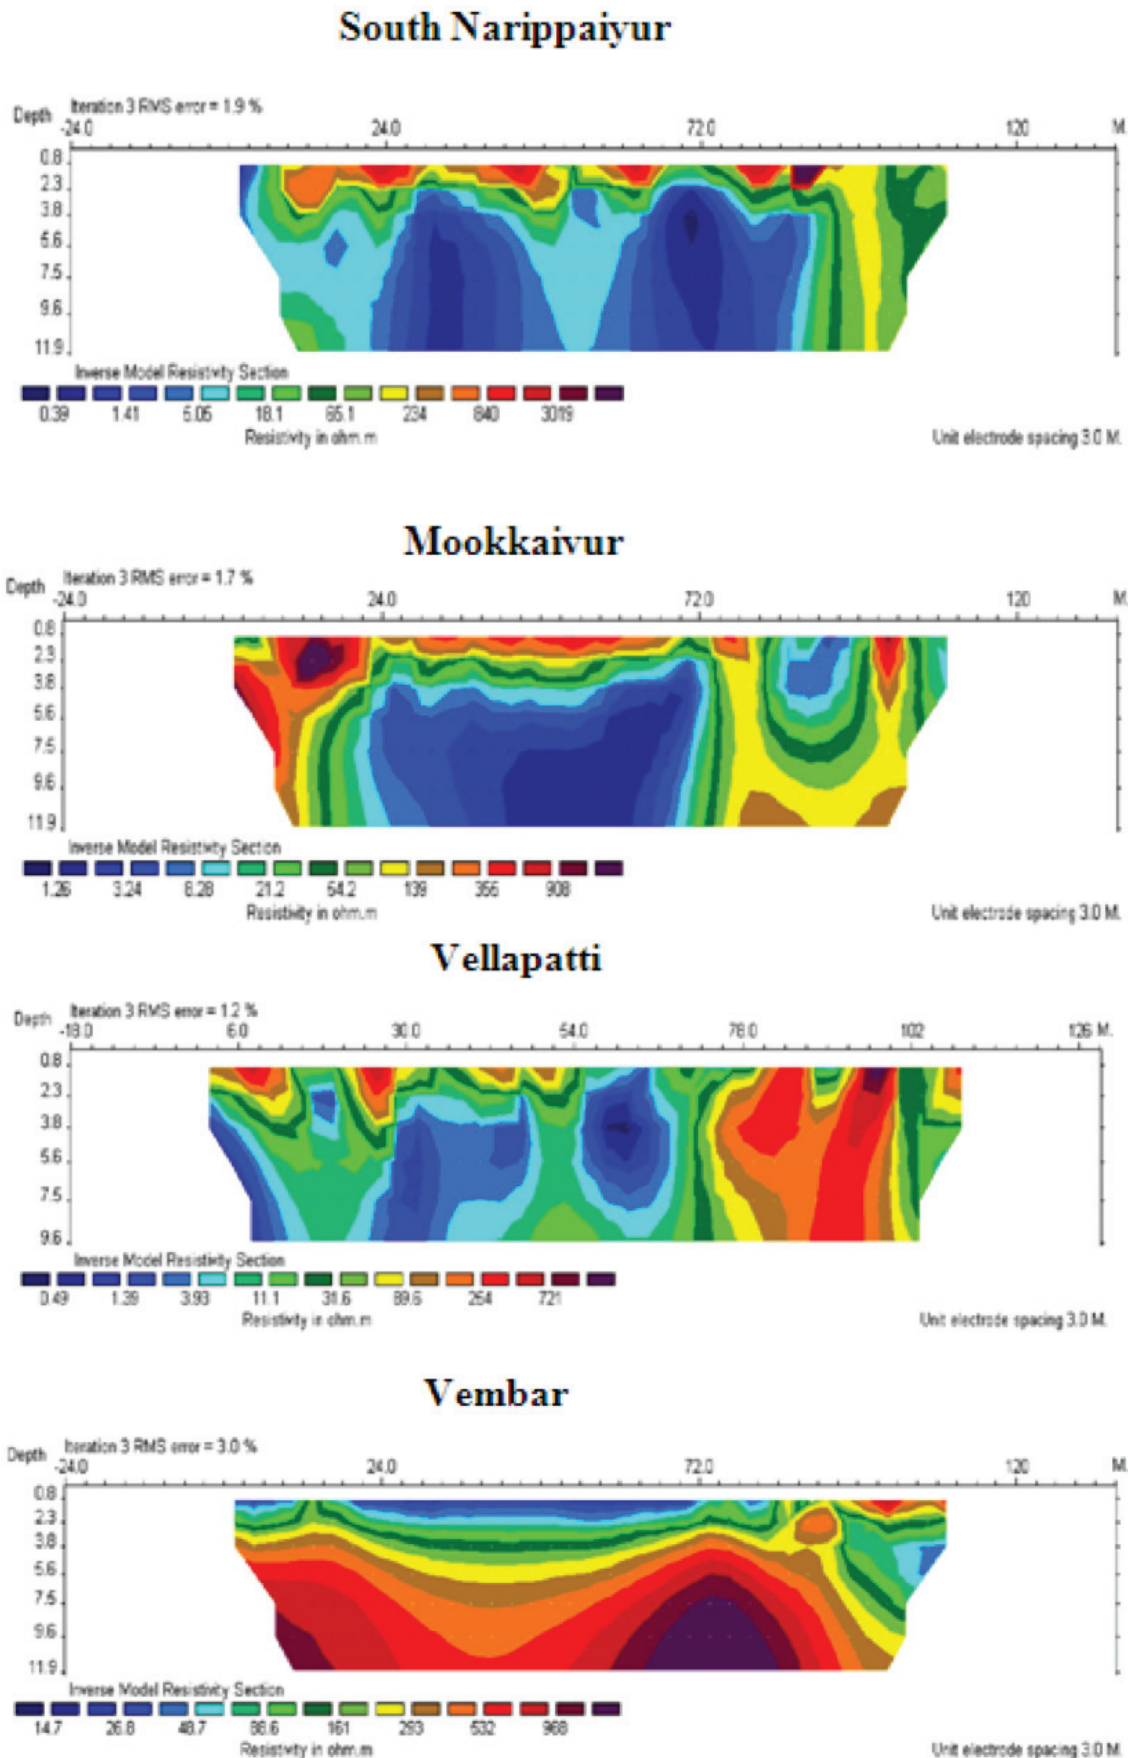 South Narippaiyur
Depth Iteration 3 RMS error = 1.9 %
-24.0 24.0 72.0 120 M.
0.8
2.3
3.8
5.6
7.5
9.6
11.9
Inverse Model Resistivity Section
0.39 1.41 5.05 18.1 65.1 234 840 3019
Resistivity in ohm.m Unit electrode spacing 3.0 M.
Mookkaivur
Depth Iteration 3 RMS error = 1.7 %
-24.0 24.0 72.0 120 M.
0.8
2.3
3.8
5.6
7.5
9.6
11.9
Inverse Model Resistivity Section
1.26 3.24 8.28 21.2 54.2 139 355 908
Resistivity in ohm.m Unit electrode spacing 3.0 M.
Vellapatti
Depth Iteration 3 RMS error = 1.2 %
-18.0 6.0 30.0 54.0 78.0 102 126 M.
0.8
2.3
3.8
5.6
7.5
9.6
Inverse Model Resistivity Section
0.49 1.39 3.93 11.1 31.6 89.6 254 721
Resistivity in ohm.m Unit electrode spacing 3.0 M.
Vembar
Depth Iteration 3 RMS error = 3.0 %
-24.0 24.0 72.0 120 M.
0.8
2.3
3.8
5.6
7.5
9.6
11.9
Inverse Model Resistivity Section
14.7 26.8 48.7 88.6 161 293 532 968
Resistivity in ohm.m Unit electrode spacing 3.0 M.